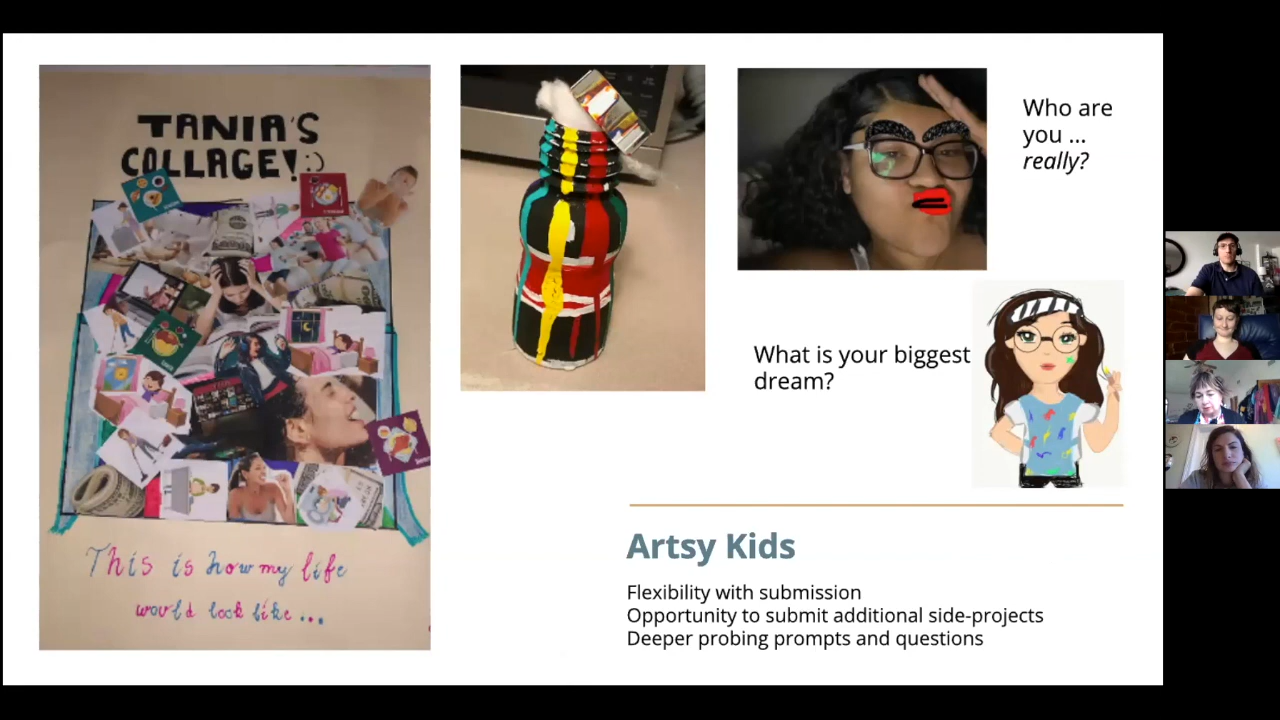 TANIA'S
COLLAGE! :)
This is how my life
would look like ...
Who are
you ...
really?
What is your biggest
dream?
Artsy Kids
Flexibility with submission
Opportunity to submit additional side-projects
Deeper probing prompts and questions